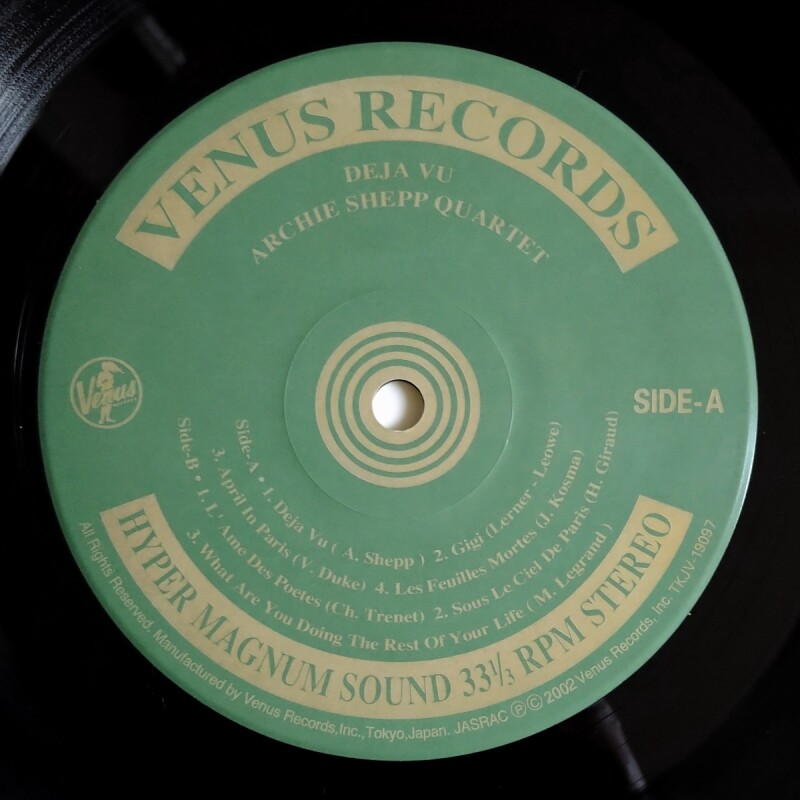 VENUS RECORDS
DEJA VU
ARCHIE SHEPP QUARTET
Venus
SIDE-A
Side-A • 1. Deja Vu ( A. Shepp ) 2. Gigi (Lerner - Leowe)
3. April In Paris (V. Duke) 4. Les Feuilles Mortes (J. Kosma)
Side-B • 1. L' Ame Des Poetes (Ch. Trenet) 2. Sous Le Ciel De Paris (H. Giraud)
3. What Are You Doing The Rest Of Your Life ( M. Legrand )
HYPER MAGNUM SOUND 33⅓ RPM STEREO
All Rights Reserved. Manufactured by Venus Records,Inc.,Tokyo,Japan. JASRAC ⓅⒸ 2002 Venus Records, Inc. TKJV-19097